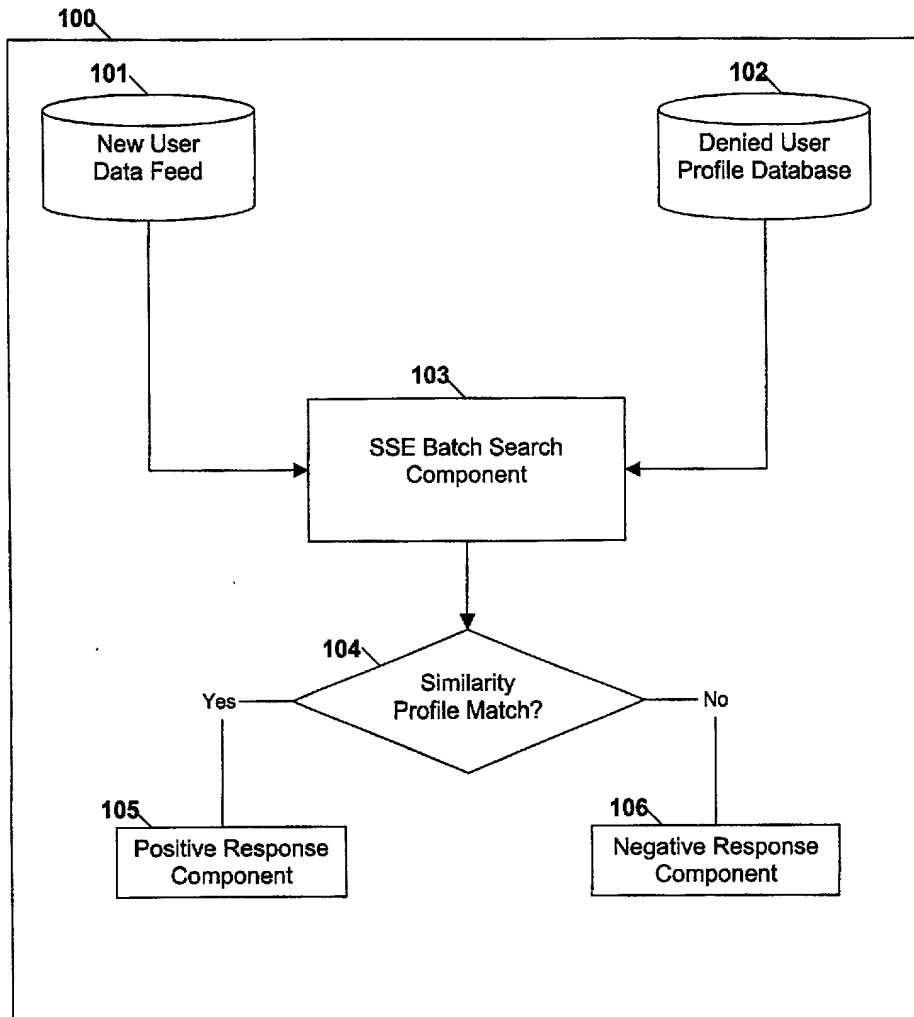 100
101
102
New User
Data Feed
Denied User
Profile Database
103
SSE Batch Search
Component
104
Similarity
Profile Match?
Yes
No
105
Positive Response
Component
106
Negative Response
Component